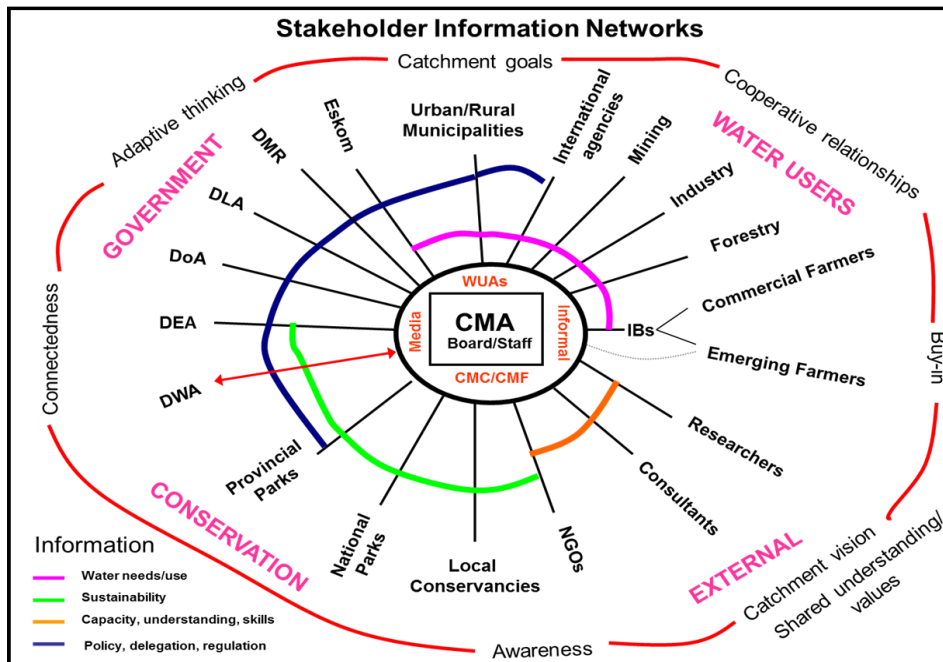 Stakeholder Information Networks
Catchment goals
Adaptive thinking
Cooperative relationships
Connectedness
Buy-in
Awareness
Catchment vision
Shared understanding/
values
GOVERNMENT
WATER USERS
CONSERVATION
EXTERNAL
DWA
DEA
DoA
DLA
DMR
Eskom
Urban/Rural
Municipalities
International
agencies
Mining
Industry
Forestry
IBs
Commercial Farmers
Emerging Farmers
Researchers
Consultants
NGOs
Local
Conservancies
National
Parks
Provincial
Parks
WUAs
Media
CMA
Board/Staff
Informal
CMC/CMF
Information
Water needs/use
Sustainability
Capacity, understanding, skills
Policy, delegation, regulation